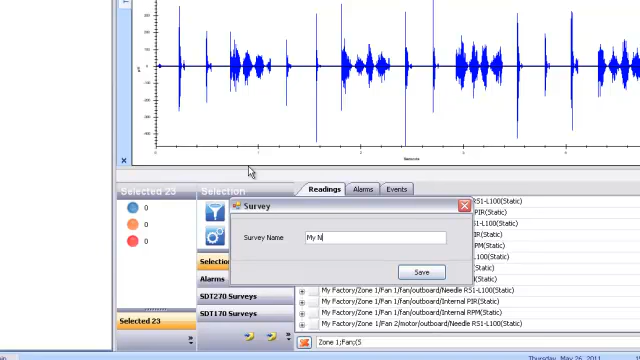 Seconds
Selected 23
0
0
0
Selected 23
Selection
Selectio
Alarms
SDT270 Surveys
SDT170 Surveys
Readings
Alarms
Events
RS1-L100(Static)
PIR(Static)
RS1-L100(Static)
PIR(Static)
RPM(Static)
RS1-L100(Static)
Survey
Survey Name
My N
Save
My Factory/Zone 1/Fan 1/fan/outboard/Needle RS1-L100(Static)
My Factory/Zone 1/Fan 1/fan/outboard/Internal PIR(Static)
My Factory/Zone 1/Fan 1/fan/outboard/Internal RPM(Static)
My Factory/Zone 1/Fan 2/motor/outboard/Needle RS1-L100(Static)
Zone 1;Fan;(S
Thursday, May 26, 2011